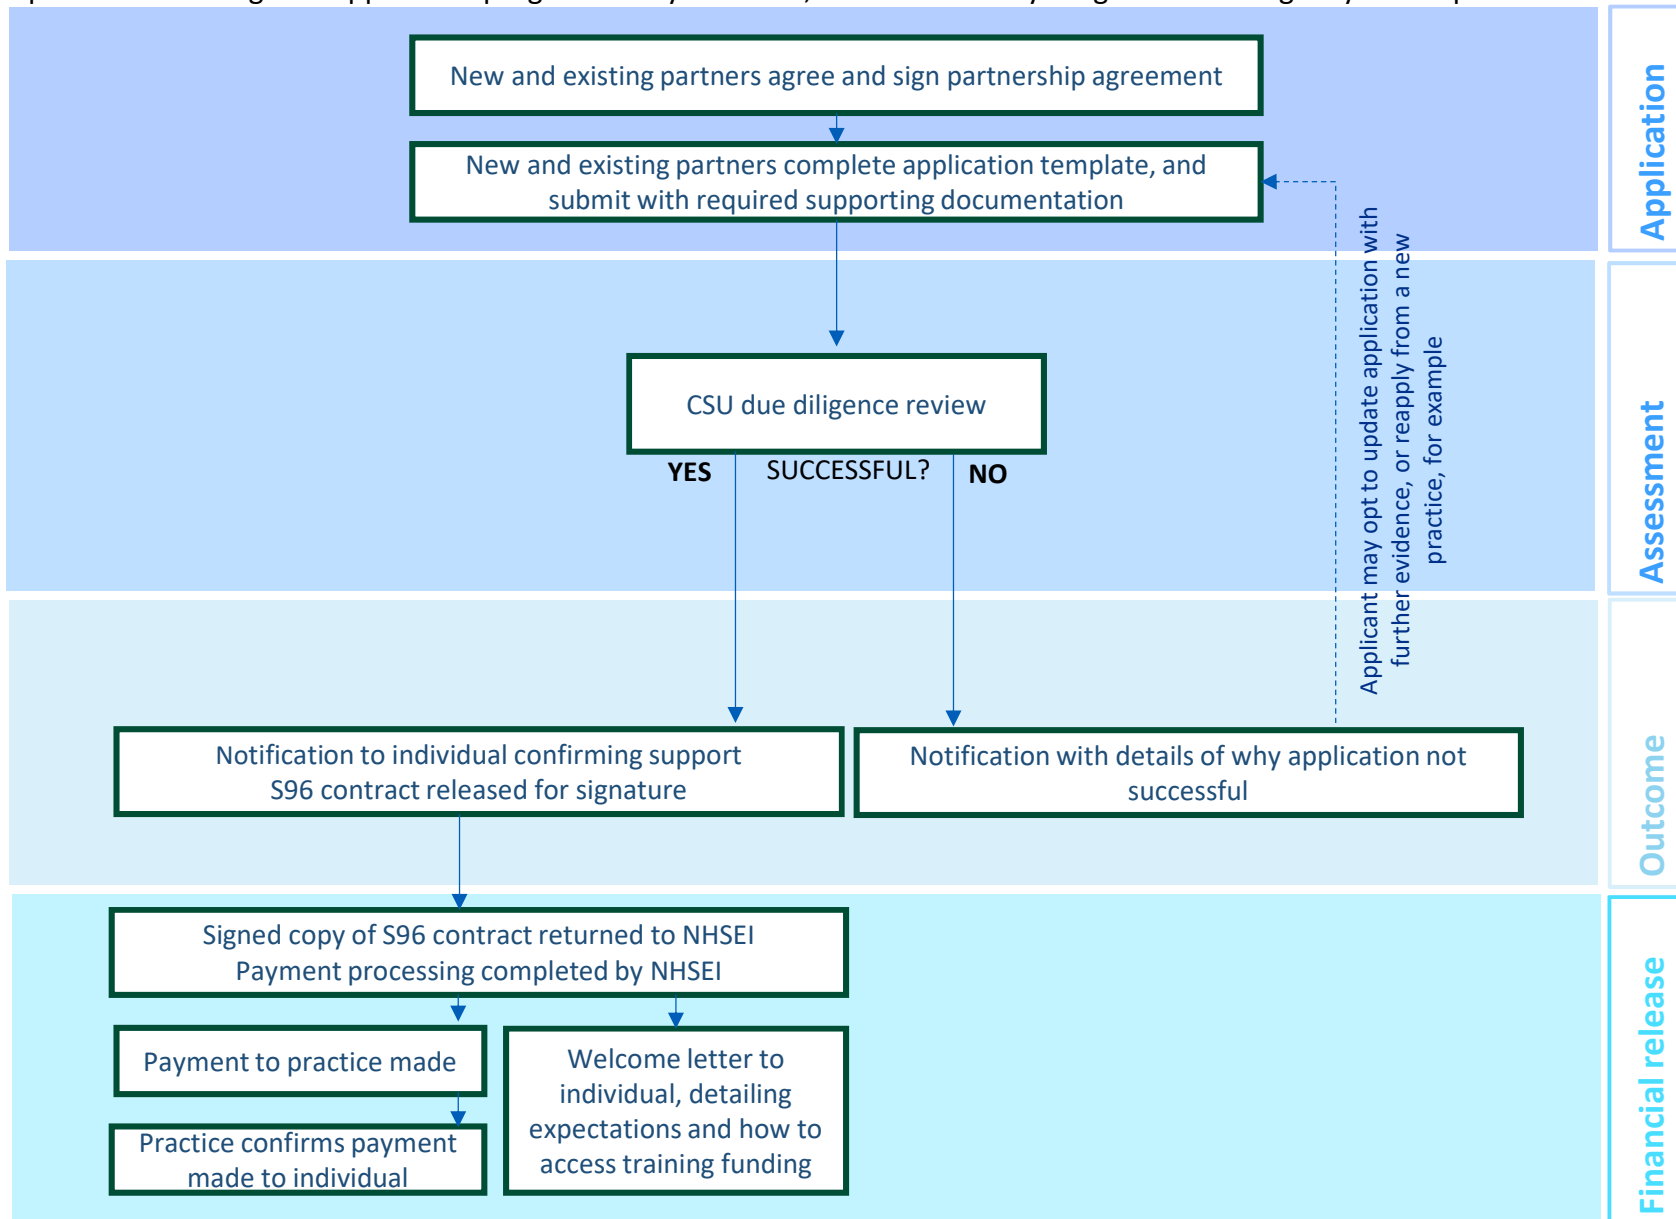 New and existing partners agree and sign partnership agreement
New and existing partners complete application template, and
submit with required supporting documentation
Application
Applicant may opt to update application with
further evidence, or reapply from a new
practice, for example
CSU due diligence review
YES SUCCESSFUL? NO
Assessment
Notification to individual confirming support
S96 contract released for signature
Notification with details of why application not
successful
Outcome
Signed copy of S96 contract returned to NHSEI
Payment processing completed by NHSEI
Payment to practice made
Practice confirms payment
made to individual
Welcome letter to
individual, detailing
expectations and how to
access training funding
Financial release